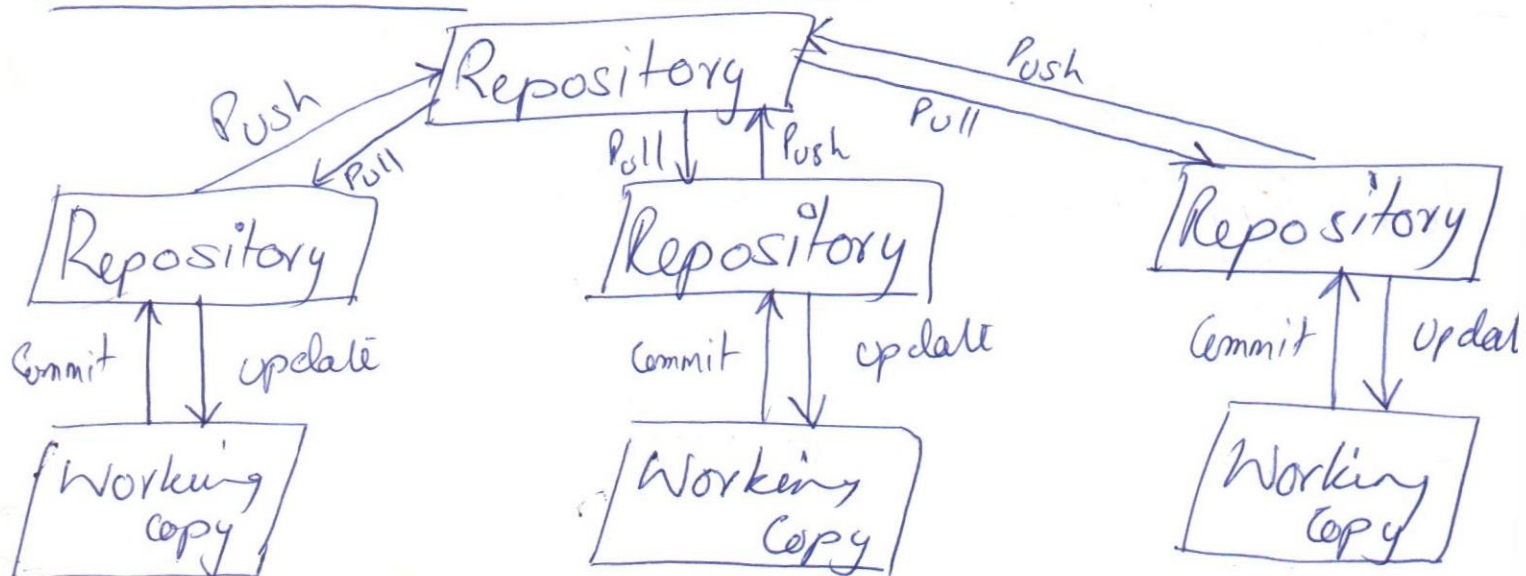 Repository
Push
Pull
Pull
Push
Push
Pull
Repository
Repository
Repository
Commit
update
Commit
update
Commit
Updat
Working
Copy
Working
Copy
Working
Copy